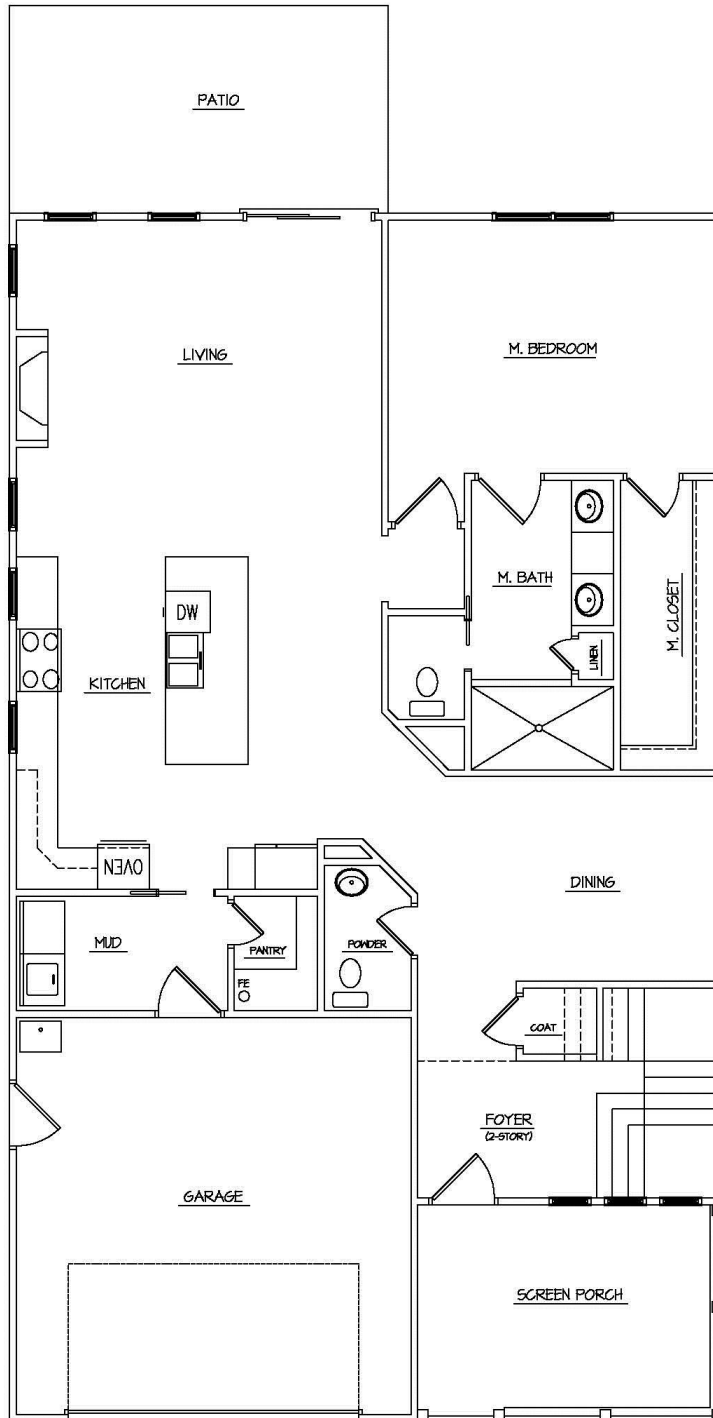 PATIO
LIVING
M. BEDROOM
M. BATH
M. CLOSET
DW
LINEN
KITCHEN
OVEN
DINING
MUD
PANTRY
POWDER
FE
COAT
FOYER
(2-STORY)
GARAGE
SCREEN PORCH